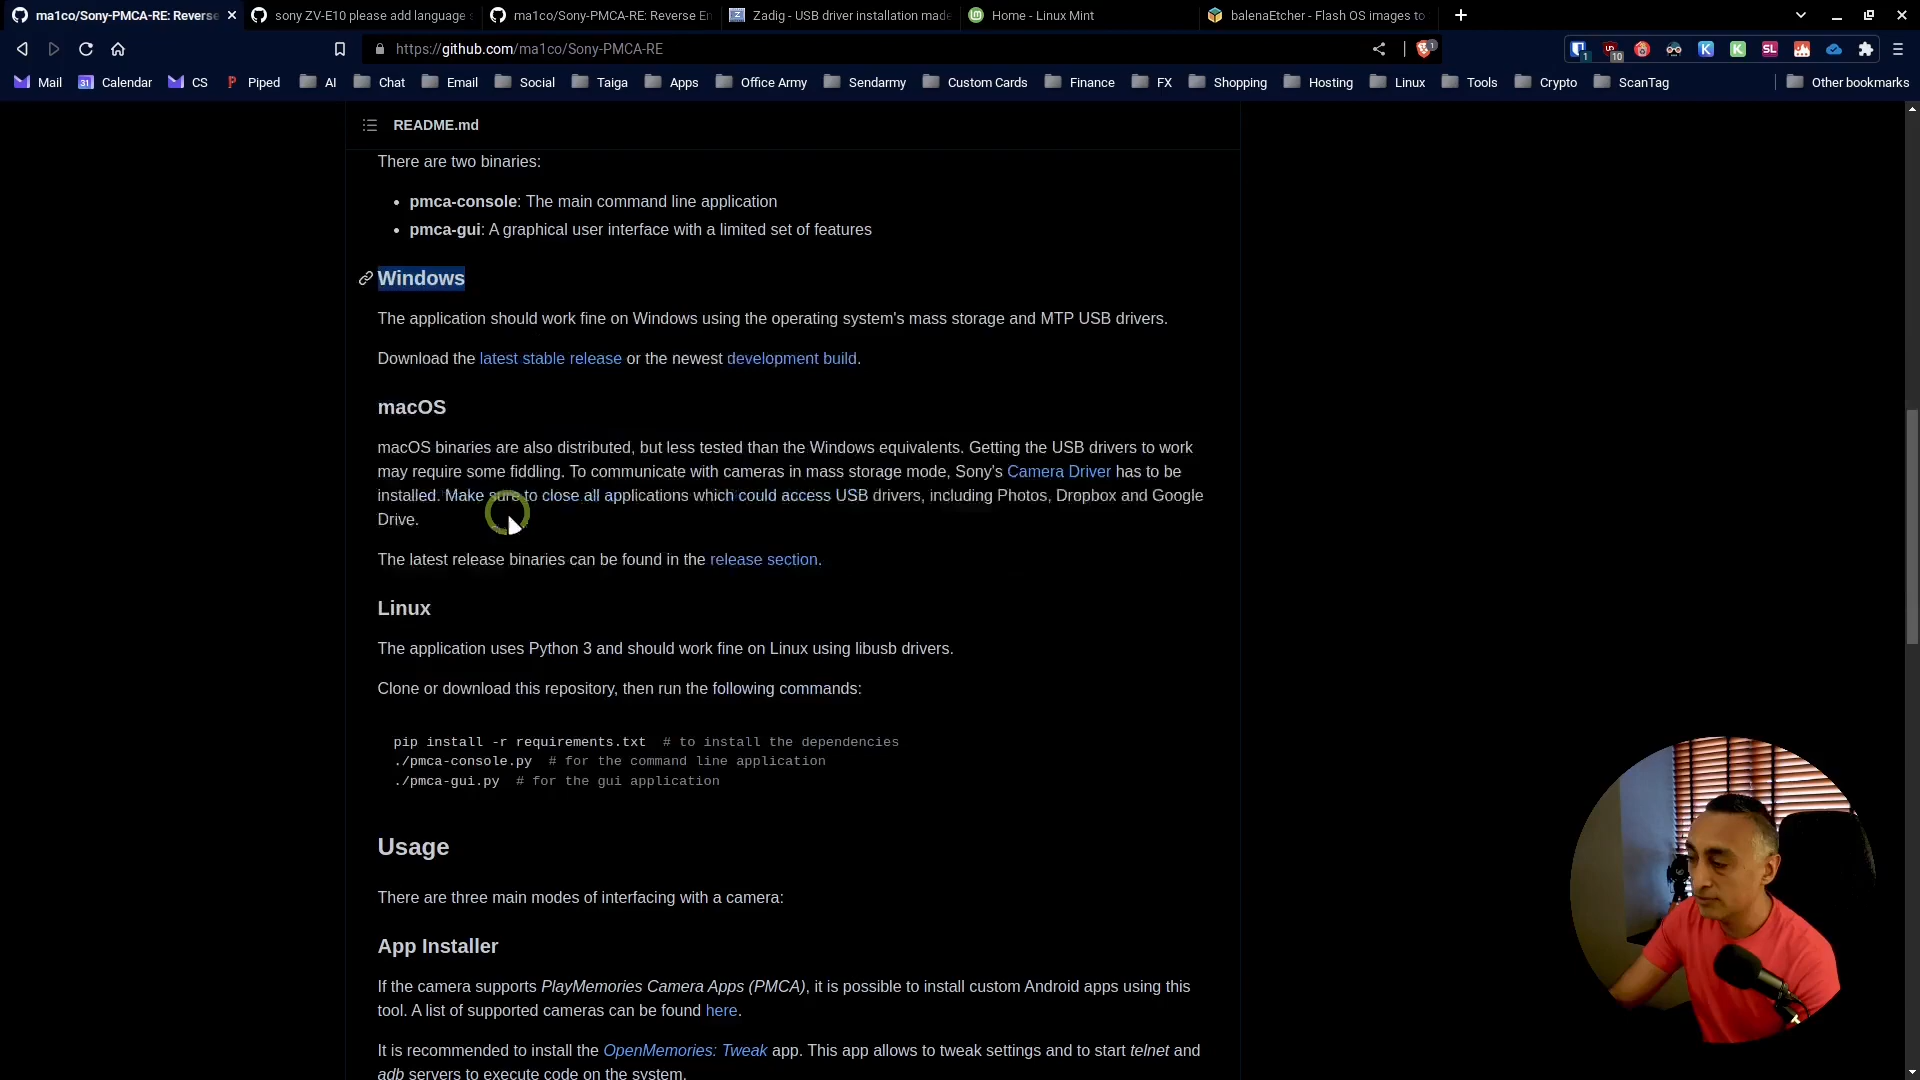 ma1co/Sony-PMCA-RE: Reverse
sony ZV-E10 please add language s
ma1co/Sony-PMCA-RE: Reverse En
Zadig - USB driver installation made
Home - Linux Mint
balenaEtcher - Flash OS images to
https://github.com/ma1co/Sony-PMCA-RE
1
1
10
SL
Mail
31 Calendar
CS
Piped
AI
Chat
Email
Social
Taiga
Apps
Office Army
Sendarmy
Custom Cards
Finance
FX
Shopping
Hosting
Linux
Tools
Crypto
ScanTag
Other bookmarks
README.md
There are two binaries:
• pmca-console: The main command line application
• pmca-gui: A graphical user interface with a limited set of features
Windows
The application should work fine on Windows using the operating system's mass storage and MTP USB drivers.
Download the latest stable release or the newest development build.
macOS
macOS binaries are also distributed, but less tested than the Windows equivalents. Getting the USB drivers to work
may require some fiddling. To communicate with cameras in mass storage mode, Sony's Camera Driver has to be
installed. Make sure to close all applications which could access USB drivers, including Photos, Dropbox and Google
Drive.
The latest release binaries can be found in the release section.
Linux
The application uses Python 3 and should work fine on Linux using libusb drivers.
Clone or download this repository, then run the following commands:
pip install -r requirements.txt # to install the dependencies
./pmca-console.py # for the command line application
./pmca-gui.py # for the gui application
Usage
There are three main modes of interfacing with a camera:
App Installer
If the camera supports PlayMemories Camera Apps (PMCA), it is possible to install custom Android apps using this
tool. A list of supported cameras can be found here.
It is recommended to install the OpenMemories: Tweak app. This app allows to tweak settings and to start telnet and
adb servers to execute code on the system.